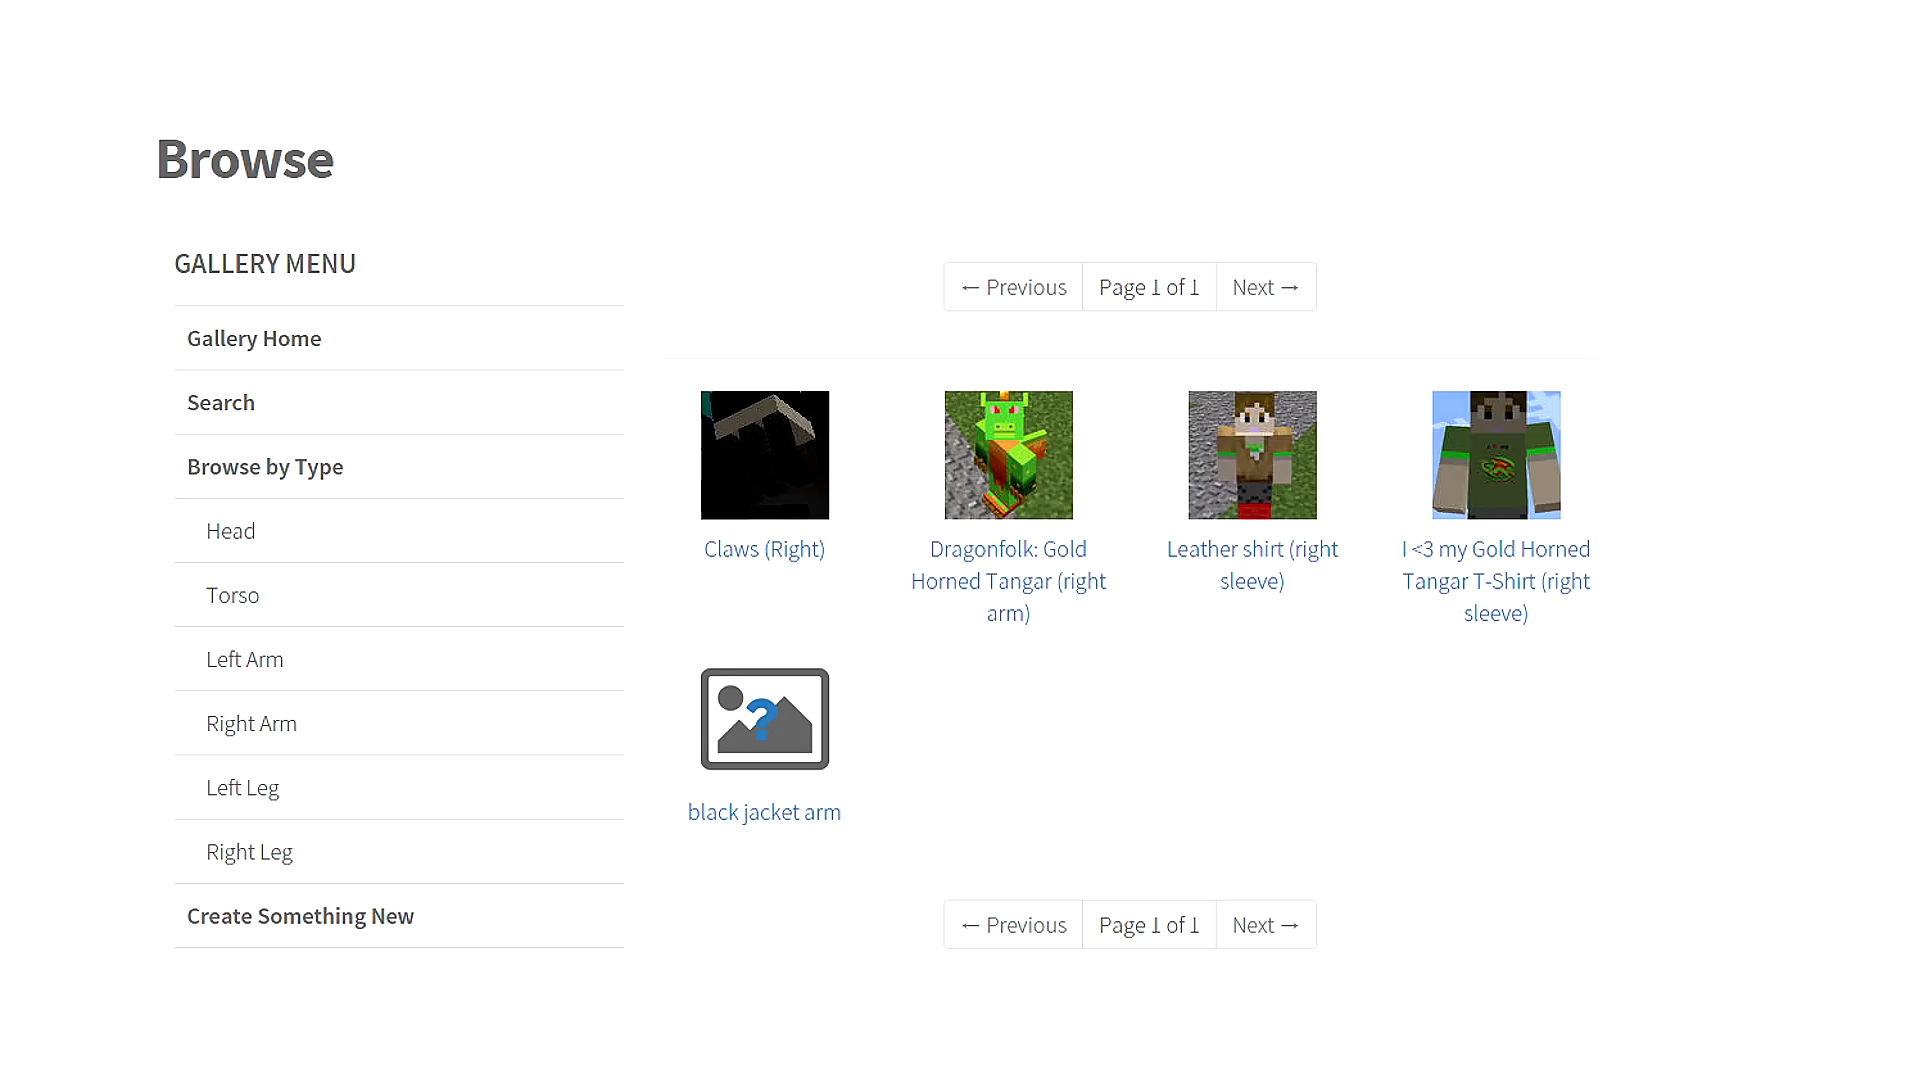 Browse
GALLERY MENU
Gallery Home
Search
Browse by Type
Head
Torso
Left Arm
Right Arm
Left Leg
Right Leg
Create Something New
← Previous
Page 1 of 1
Next →
Claws (Right)
Dragonfolk: Gold
Horned Tangar (right
arm)
Leather shirt (right
sleeve)
I <3 my Gold Horned
Tangar T-Shirt (right
sleeve)
?
black jacket arm
← Previous
Page 1 of 1
Next →